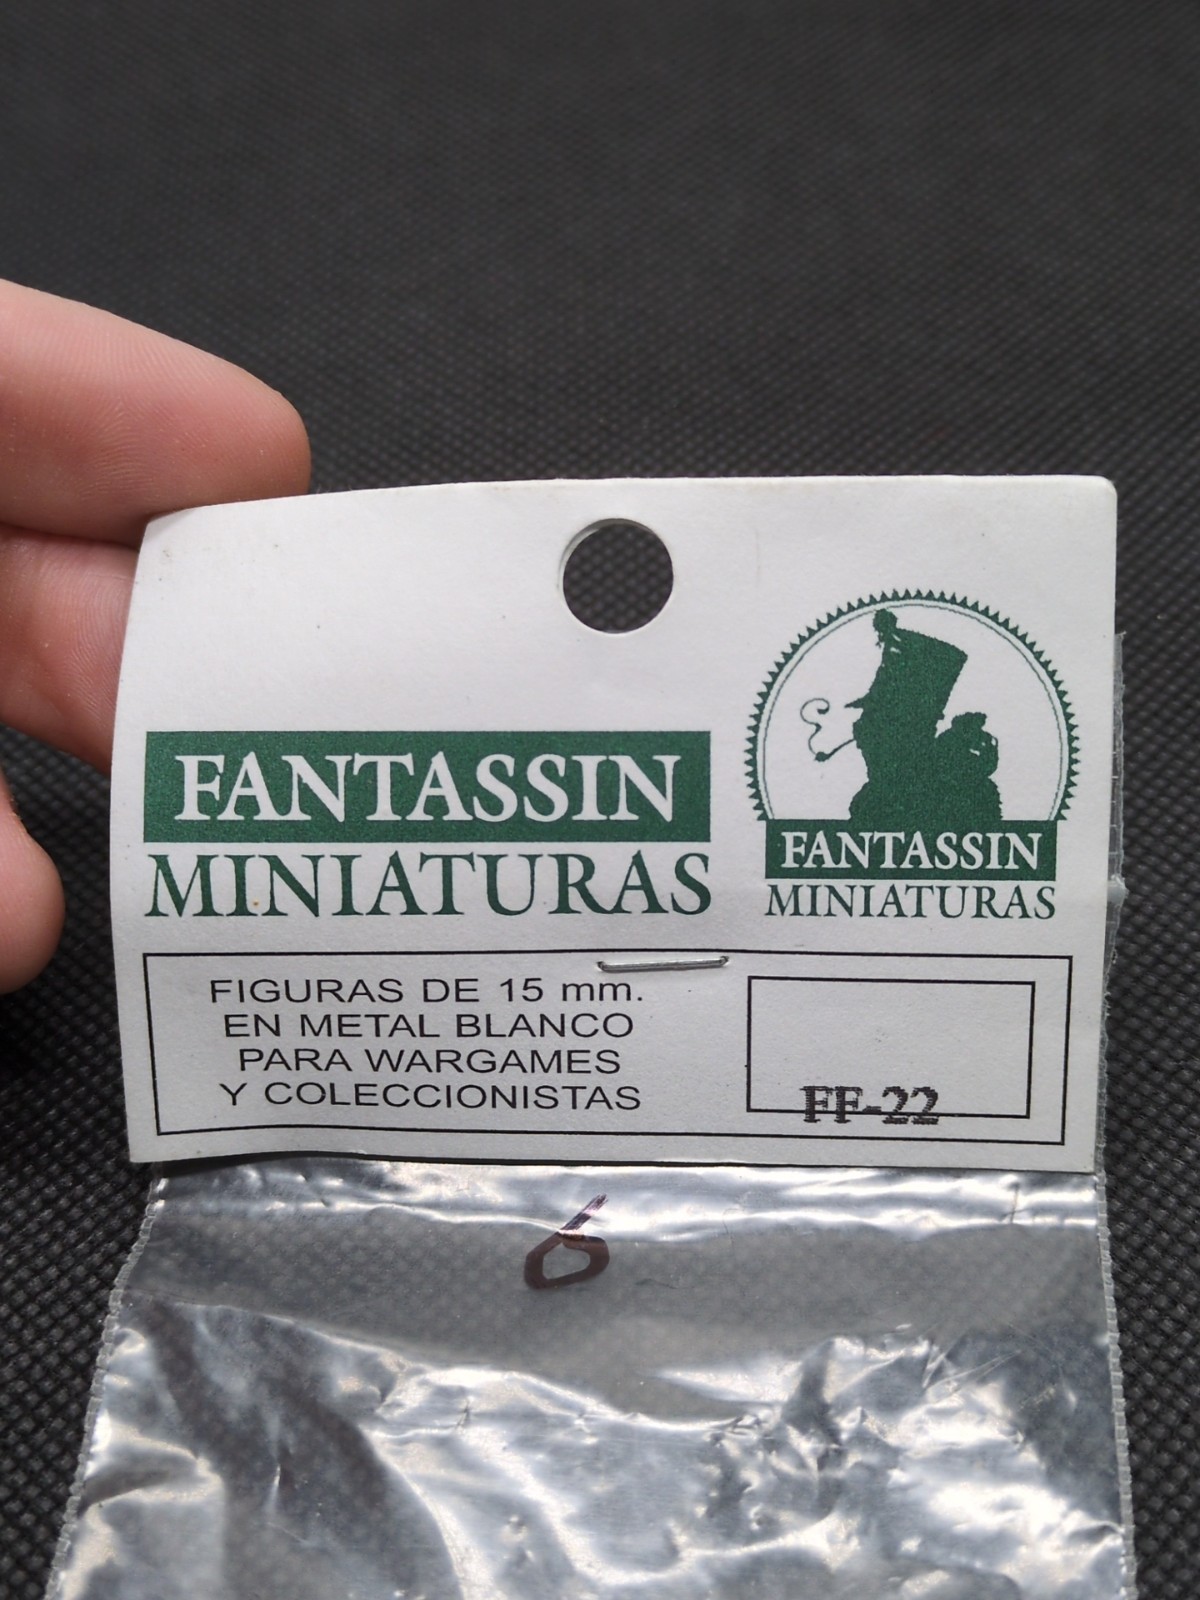 FANTASSIN
MINIATURAS
FANTASSIN
MINIATURAS
FIGURAS DE 15 mm.
EN METAL BLANCO
PARA WARGAMES
Y COLECCIONISTAS
FF-22
6